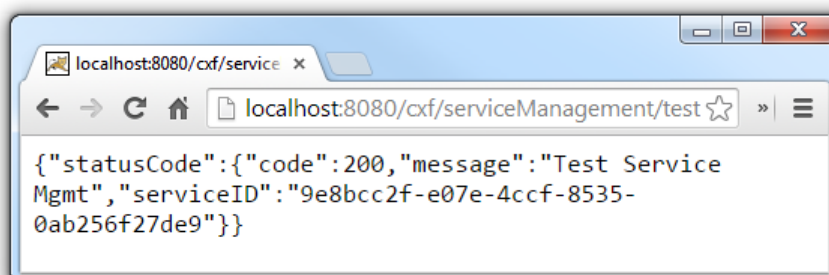 localhost:8080/cxf/service
localhost:8080/cxf/serviceManagement/test
{"statusCode":{"code":200,"message":"Test Service
Mgmt","serviceID":"9e8bcc2f-e07e-4ccf-8535-
0ab256f27de9"}}